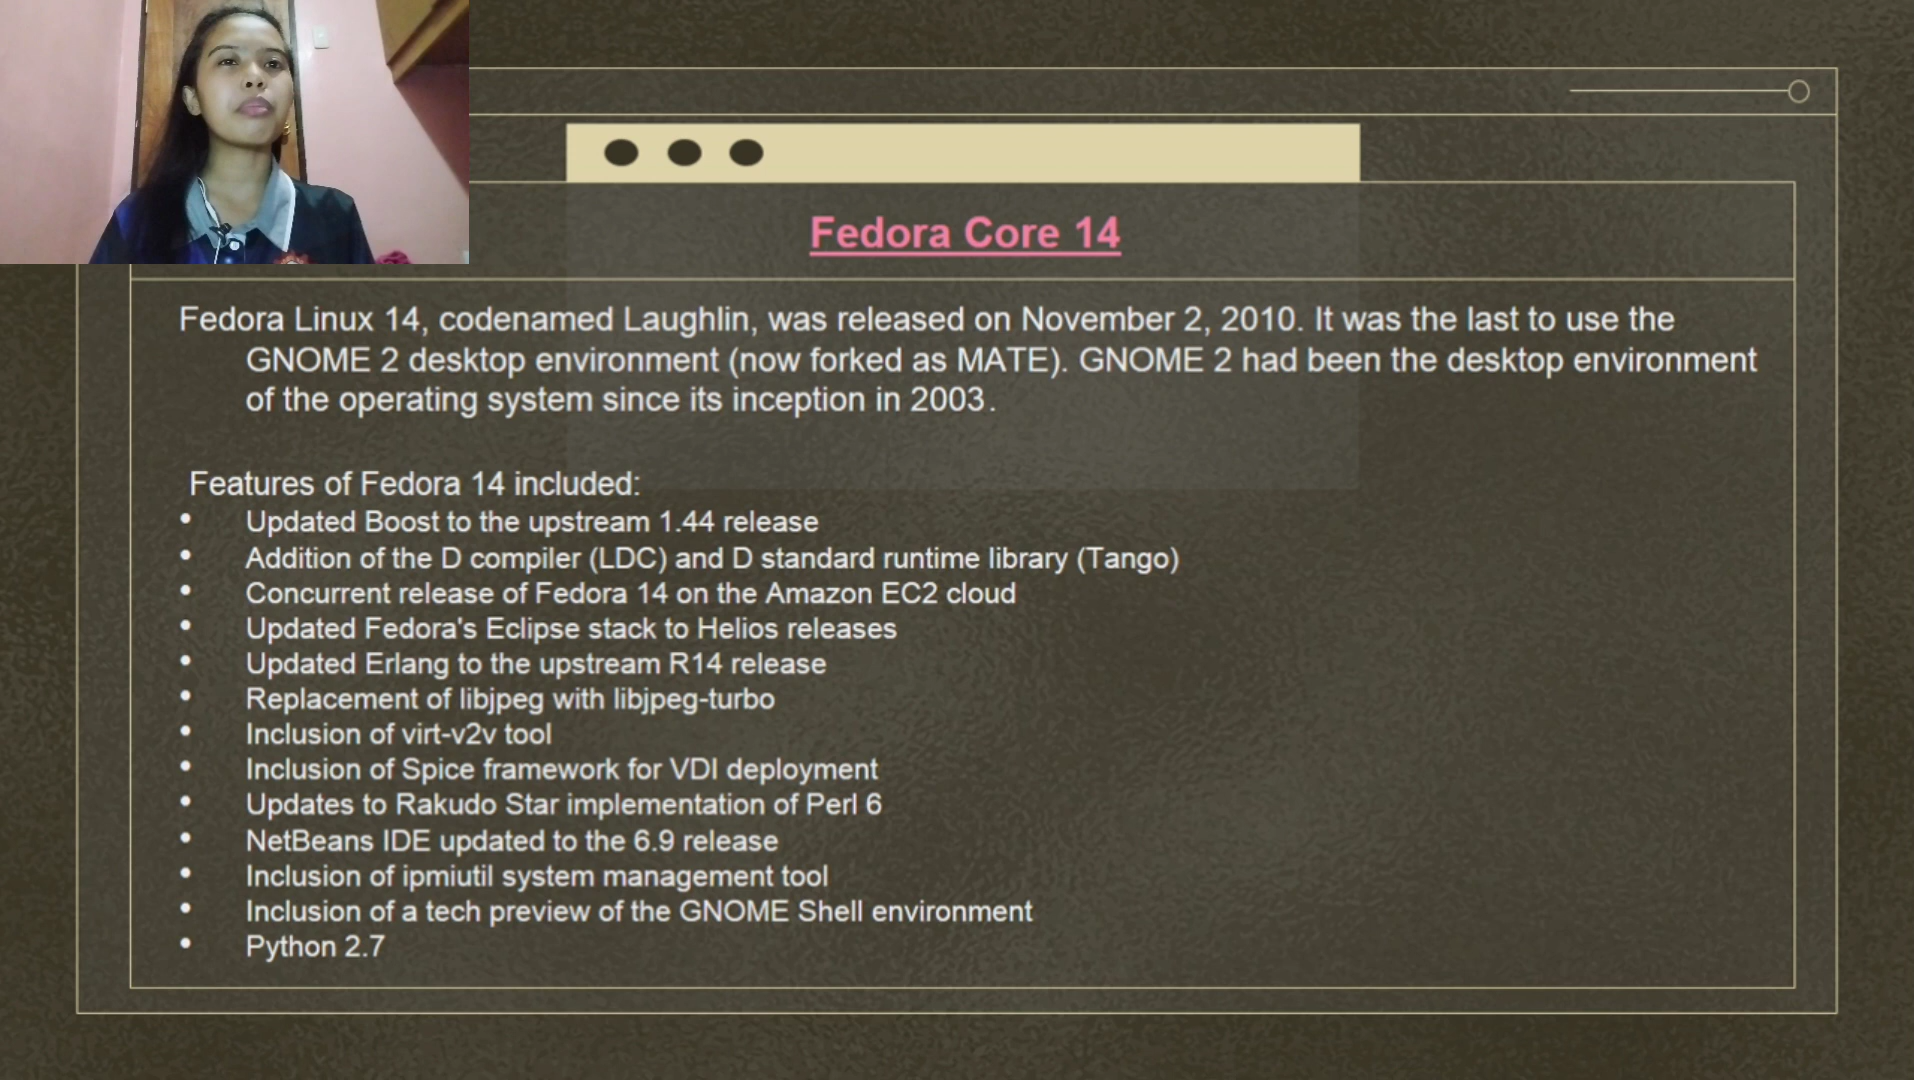 Fedora Core 14
Fedora Linux 14, codenamed Laughlin, was released on November 2, 2010. It was the last to use the
GNOME 2 desktop environment (now forked as MATE). GNOME 2 had been the desktop environment
of the operating system since its inception in 2003.
Features of Fedora 14 included:
• Updated Boost to the upstream 1.44 release
• Addition of the D compiler (LDC) and D standard runtime library (Tango)
• Concurrent release of Fedora 14 on the Amazon EC2 cloud
• Updated Fedora's Eclipse stack to Helios releases
• Updated Erlang to the upstream R14 release
• Replacement of libjpeg with libjpeg-turbo
• Inclusion of virt-v2v tool
• Inclusion of Spice framework for VDI deployment
• Updates to Rakudo Star implementation of Perl 6
• NetBeans IDE updated to the 6.9 release
• Inclusion of ipmiutil system management tool
• Inclusion of a tech preview of the GNOME Shell environment
• Python 2.7